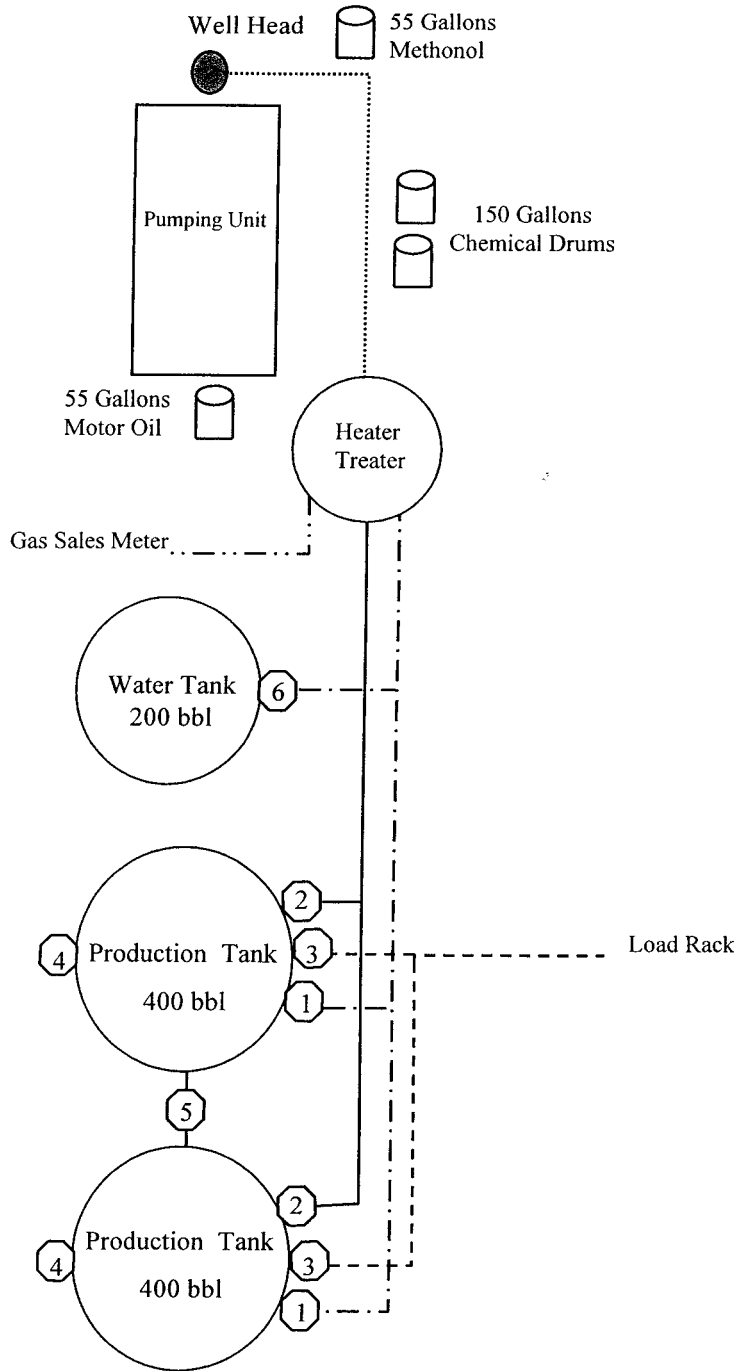 Well Head
55 Gallons
Methonol
Pumping Unit
150 Gallons
Chemical Drums
55 Gallons
Motor Oil
Heater
Treater
Gas Sales Meter
Water Tank
200 bbl
6
2
4
Production Tank
3
Load Rack
400 bbl
1
5
2
4
Production Tank
3
400 bbl
1